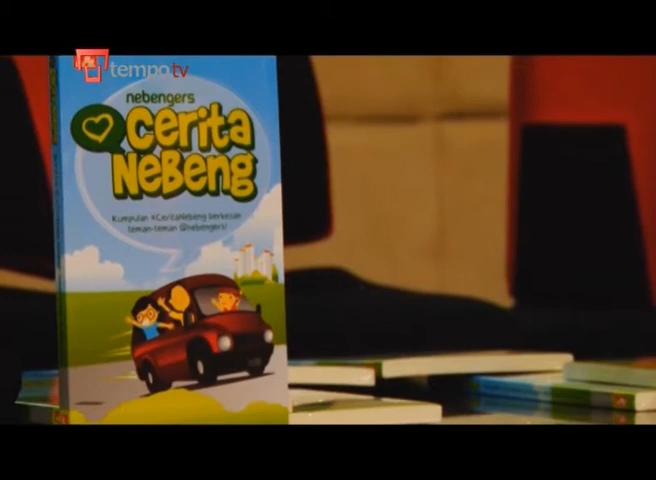 tempotv
nebengers
Cerita
NeBeng
Kumpulan #CeritaNebeng berkesan
teman-teman @nebengers!